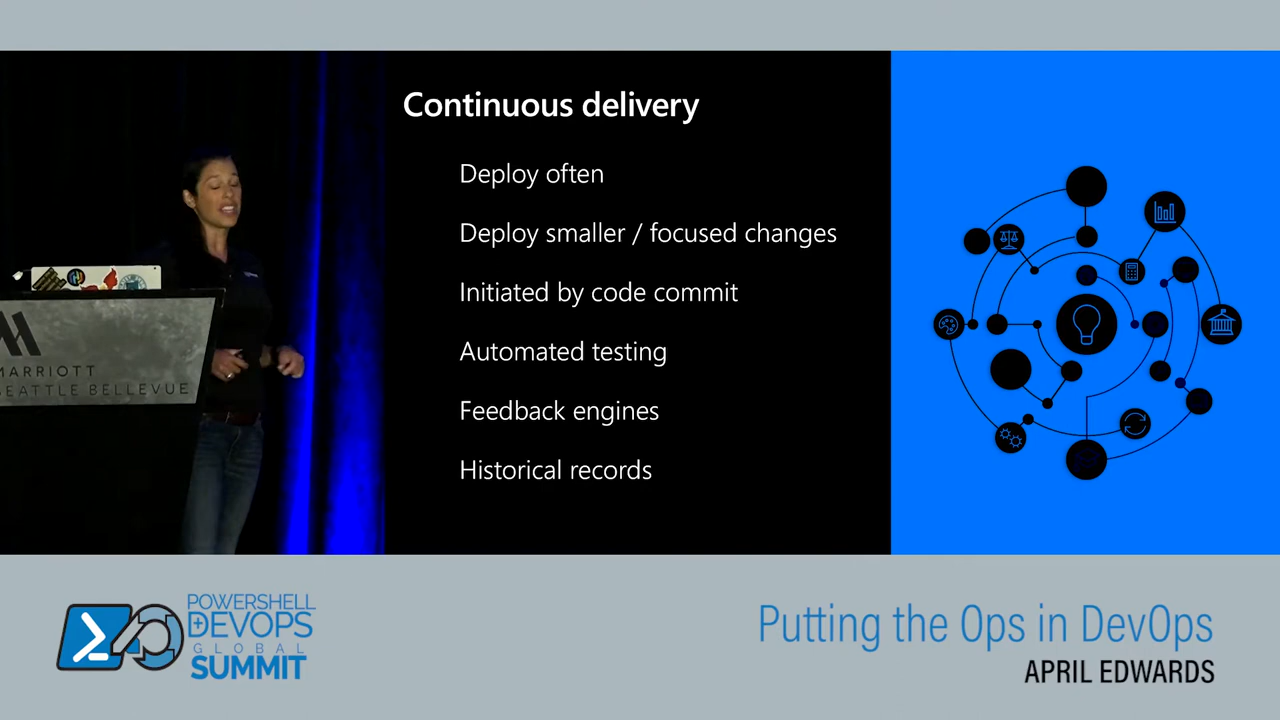 Continuous delivery
Deploy often
Deploy smaller / focused changes
Initiated by code commit
Automated testing
Feedback engines
Historical records
MARRIOTT
SEATTLE BELLEVUE
POWERSHELL
+DEVOPS
GLOBAL
SUMMIT
Putting the Ops in DevOps
APRIL EDWARDS